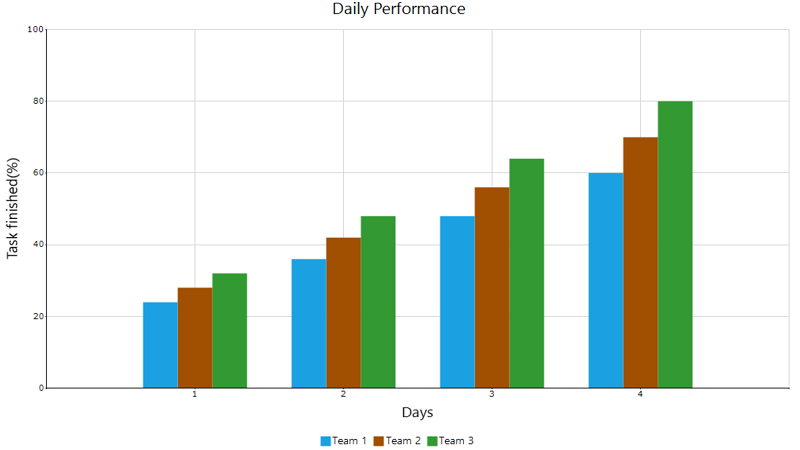 Daily Performance
100
80
60
40
20
0
Task finished(%)
1 2 3 4
Days
Team 1 Team 2 Team 3